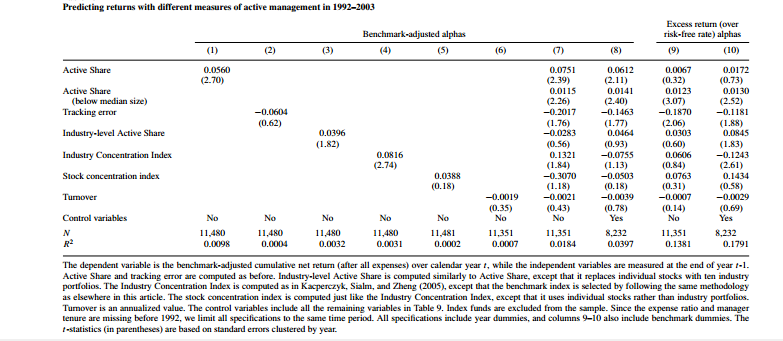 Predicting returns with different measures of active management in 1992–2003
Excess return (over
Benchmark-adjusted alphas risk-free rate) alphas
(1) (2) (3) (4) (5) (6) (7) (8) (9) (10)
Active Share 0.0560 0.0751 0.0612 0.0067 0.0172
(2.70) (2.39) (2.11) (0.32) (0.73)
Active Share 0.0115 0.0141 0.0123 0.0130
(below median size) (2.26) (2.40) (3.07) (2.52)
Tracking error −0.0604 −0.2017 −0.1463 −0.1870 −0.1181
(0.62) (1.76) (1.77) (2.06) (1.88)
Industry-level Active Share 0.0396 −0.0283 0.0464 0.0303 0.0845
(1.82) (0.56) (0.93) (0.60) (1.83)
Industry Concentration Index 0.0816 0.1321 −0.0755 0.0606 −0.1243
(2.74) (1.84) (1.13) (0.84) (2.61)
Stock concentration index 0.0388 −0.3070 −0.0503 0.0763 0.1434
(0.18) (1.18) (0.18) (0.31) (0.58)
Turnover −0.0019 −0.0021 −0.0039 −0.0007 −0.0029
(0.35) (0.43) (0.78) (0.14) (0.69)
Control variables No No No No No No No Yes No Yes
N 11,480 11,480 11,480 11,480 11,481 11,351 11,351 8,232 11,351 8,232
R² 0.0098 0.0004 0.0032 0.0031 0.0002 0.0007 0.0184 0.0397 0.1381 0.1791
The dependent variable is the benchmark-adjusted cumulative net return (after all expenses) over calendar year t, while the independent variables are measured at the end of year t-1.
Active Share and tracking error are computed as before. Industry-level Active Share is computed similarly to Active Share, except that it replaces individual stocks with ten industry
portfolios. The Industry Concentration Index is computed as in Kacperczyk, Sialm, and Zheng (2005), except that the benchmark index is selected by following the same methodology
as elsewhere in this article. The stock concentration index is computed just like the Industry Concentration Index, except that it uses individual stocks rather than industry portfolios.
Turnover is an annualized value. The control variables include all the remaining variables in Table 9. Index funds are excluded from the sample. Since the expense ratio and manager
tenure are missing before 1992, we limit all specifications to the same time period. All specifications include year dummies, and columns 9–10 also include benchmark dummies. The
t-statistics (in parentheses) are based on standard errors clustered by year.